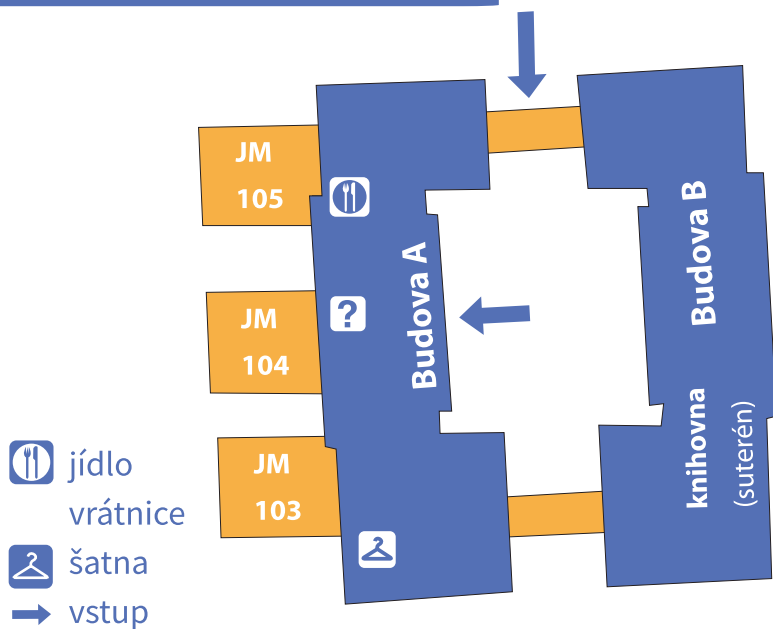 JM
105
JM
104
JM
103
?
Budova A
Budova B
knihovna
(suterén)
jídlo
vrátnice
šatna
vstup